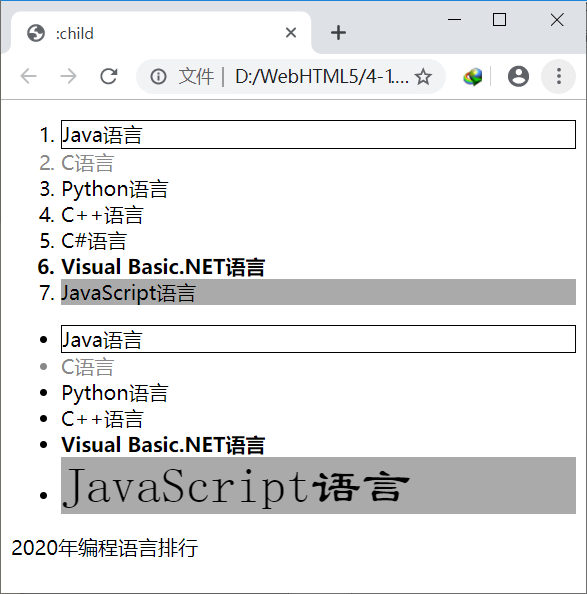 :child
文件 | D:/WebHTML5/4-1....
1. Java语言
2. C语言
3. Python语言
4. C++语言
5. C#语言
6. Visual Basic.NET语言
7. JavaScript语言
• Java语言
• C语言
• Python语言
• C++语言
• Visual Basic.NET语言
• JavaScript语言
2020年编程语言排行